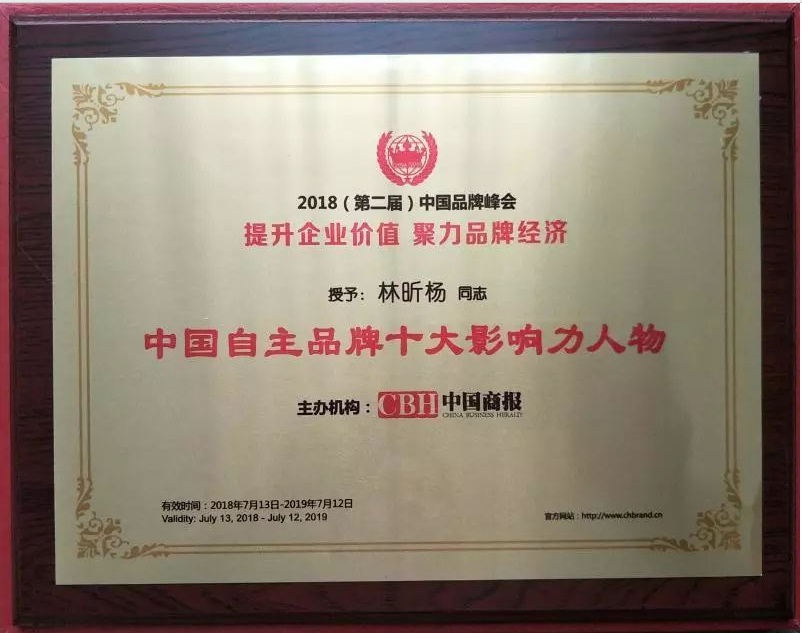 2018（第二届）中国品牌峰会
提升企业价值 聚力品牌经济
授予：林昕杨 同志
中国自主品牌十大影响力人物
主办机构：CBH 中国商报
CHINA BUSINESS HERALD
有效时间：2018年7月13日-2019年7月12日
Validity: July 13, 2018 - July 12, 2019
官方网站：http://www.chbrand.cn